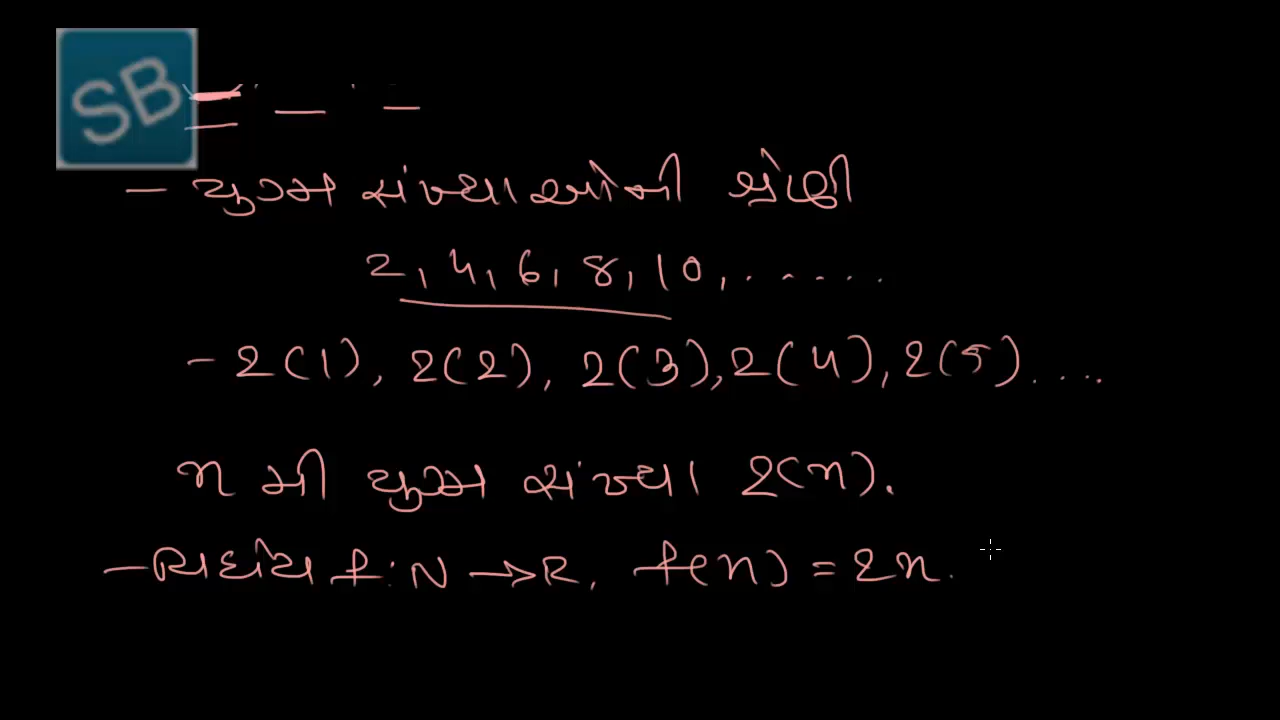 SB
- યુગ્મ સંખ્યાઓની શ્રેણી
2, 4, 6, 8, 10, .....
- 2(1), 2(2), 2(3), 2(4), 2(5) ....
n મી યુગ્મ સંખ્યા 2(n).
- વિધેય f : N → R, f(n) = 2n.